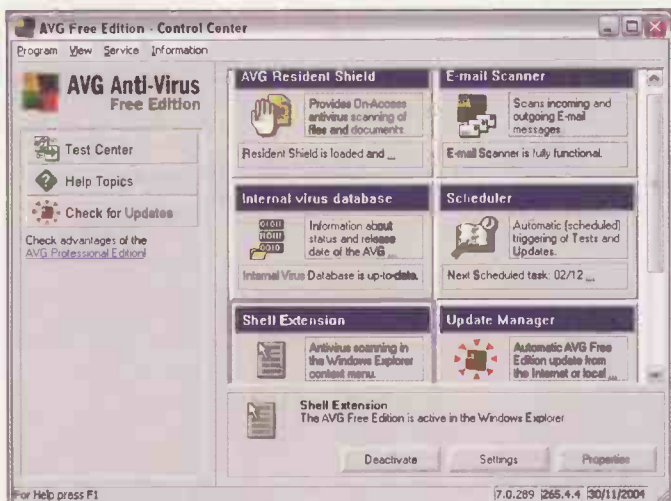 AVG Free Edition - Control Center
Program View Service Information
AVG Anti-Virus
Free Edition
Test Center
Help Topics
Check for Updates
Check advantages of the
AVG Professional Edition!
AVG Resident Shield
Provides On-Access
antivirus scanning of
files and documents.
Resident Shield is loaded and ...
E-mail Scanner
Scans incoming and
outgoing E-mail
messages.
E-mail Scanner is fully functional.
Internal virus database
Information about
status and release
date of the AVG ...
Internal Virus Database is up-to-date.
Scheduler
Automatic (scheduled)
triggering of Tests and
Updates.
Next Scheduled task: 02/12 ...
Shell Extension
Antivirus scanning in
the Windows Explorer
context menu.
Update Manager
Automatic AVG Free
Edition update from
the Internet or local ...
Shell Extension
The AVG Free Edition is active in the Windows Explorer
Deactivate Settings Properties
For Help press F1
7.0.289 265.4.4 30/11/2004